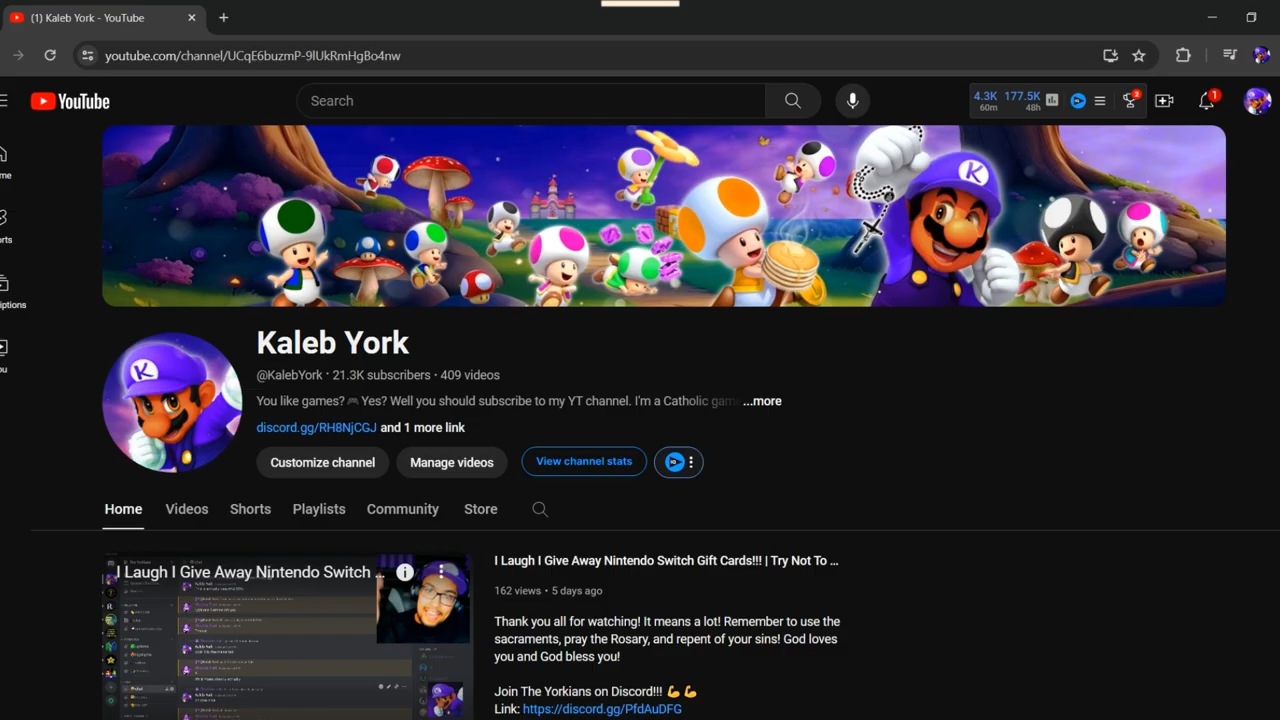 (1) Kaleb York - YouTube
youtube.com/channel/UCqE6buzmP-9lUkRmHgBo4nw
YouTube
Search
4.3K 177.5K
60m 48h
2
1
K
me
orts
iptions
ou
Kaleb York
@KalebYork · 21.3K subscribers · 409 videos
You like games? 🎮 Yes? Well you should subscribe to my YT channel. I'm a Catholic gam ...more
discord.gg/RH8NjCGJ and 1 more link
K
Customize channel
Manage videos
View channel stats
Home
Videos
Shorts
Playlists
Community
Store
I Laugh I Give Away Nintendo Switch ...
I Laugh I Give Away Nintendo Switch Gift Cards!!! | Try Not To ...
162 views · 5 days ago
Thank you all for watching! It means a lot! Remember to use the
sacraments, pray the Rosary, and repent of your sins! God loves
you and God bless you!
Join The Yorkians on Discord!!! 💪💪
Link: https://discord.gg/PfdAuDFG